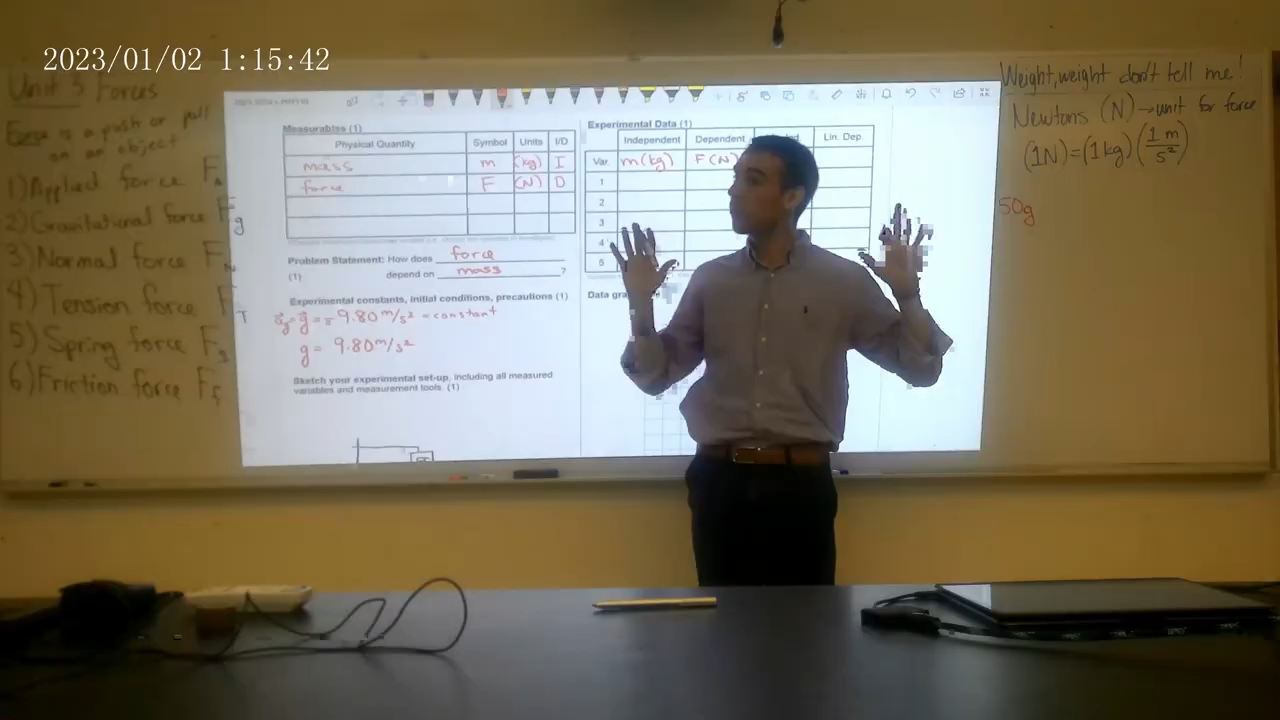 2023/01/02 1:15:42
Unit 3 Forces
Force is a push or pull
on an object
1) Applied force F
2) Gravitational force Fg
3) Normal force FN
4) Tension force FT
5) Spring force Fs
6) Friction force Ff
Measurables (1)
Physical Quantity Symbol Units I/D
mass m (kg) I
force F (N) D
Problem Statement: How does force
(1) depend on mass ?
Experimental constants, initial conditions, precautions (1)
= -9.80 m/s² = constant
g = 9.80 m/s²
Sketch your experimental set-up, including all measured
variables and measurement tools. (1)
Experimental Data (1)
Independent Dependent Lin. Dep
Var. m (kg) F (N)
1
2
3
4
5
Data
Weight, weight don't tell me!
Newtons (N) → unit for force
(1N) = (1kg) (1 m/s²)
50g